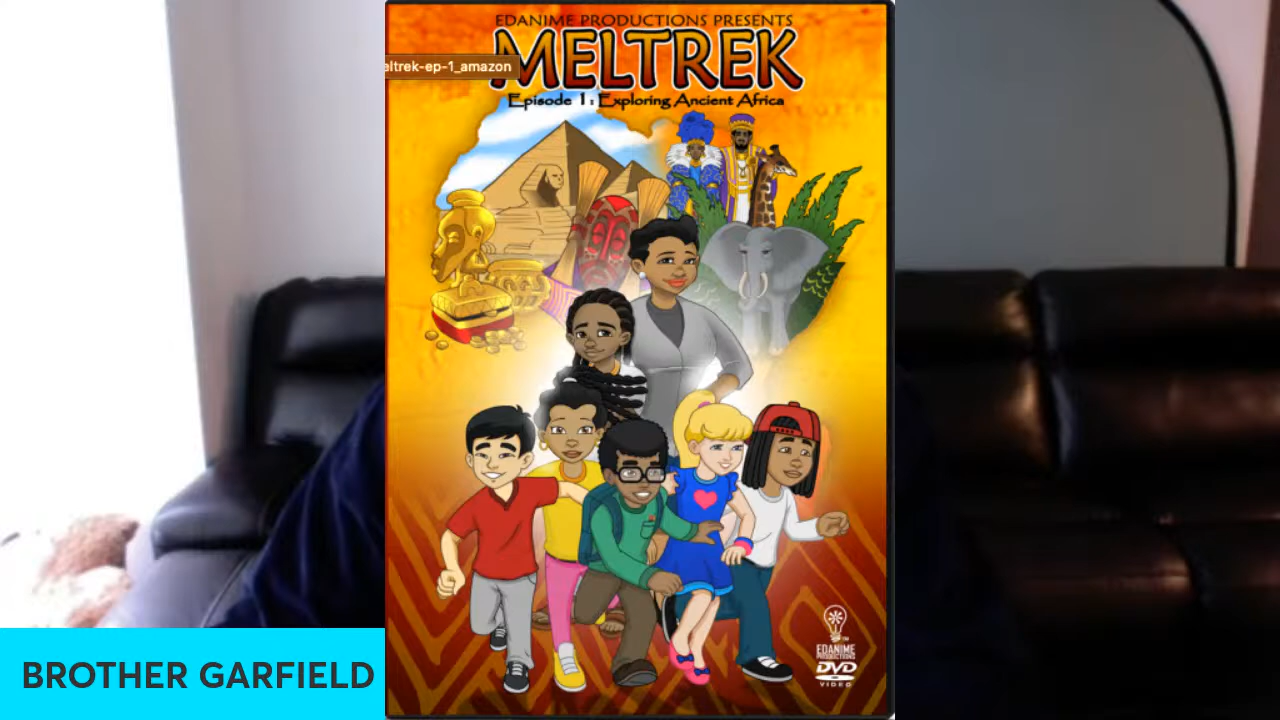 EDANIME PRODUCTIONS PRESENTS
MELTREK
eltrek-ep-1_amazon
Episode 1: Exploring Ancient Africa
BROTHER GARFIELD
EDANIME
PRODUCTIONS
DVD
VIDEO